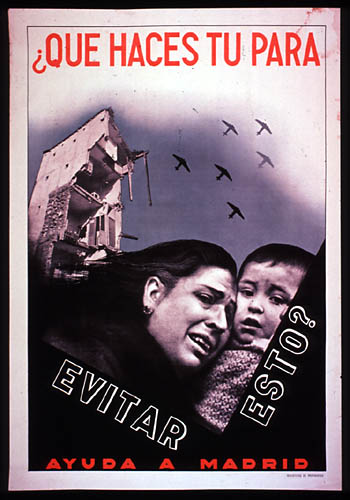 ¿QUE HACES TU PARA
EVITAR
ESTO?
AYUDA A MADRID